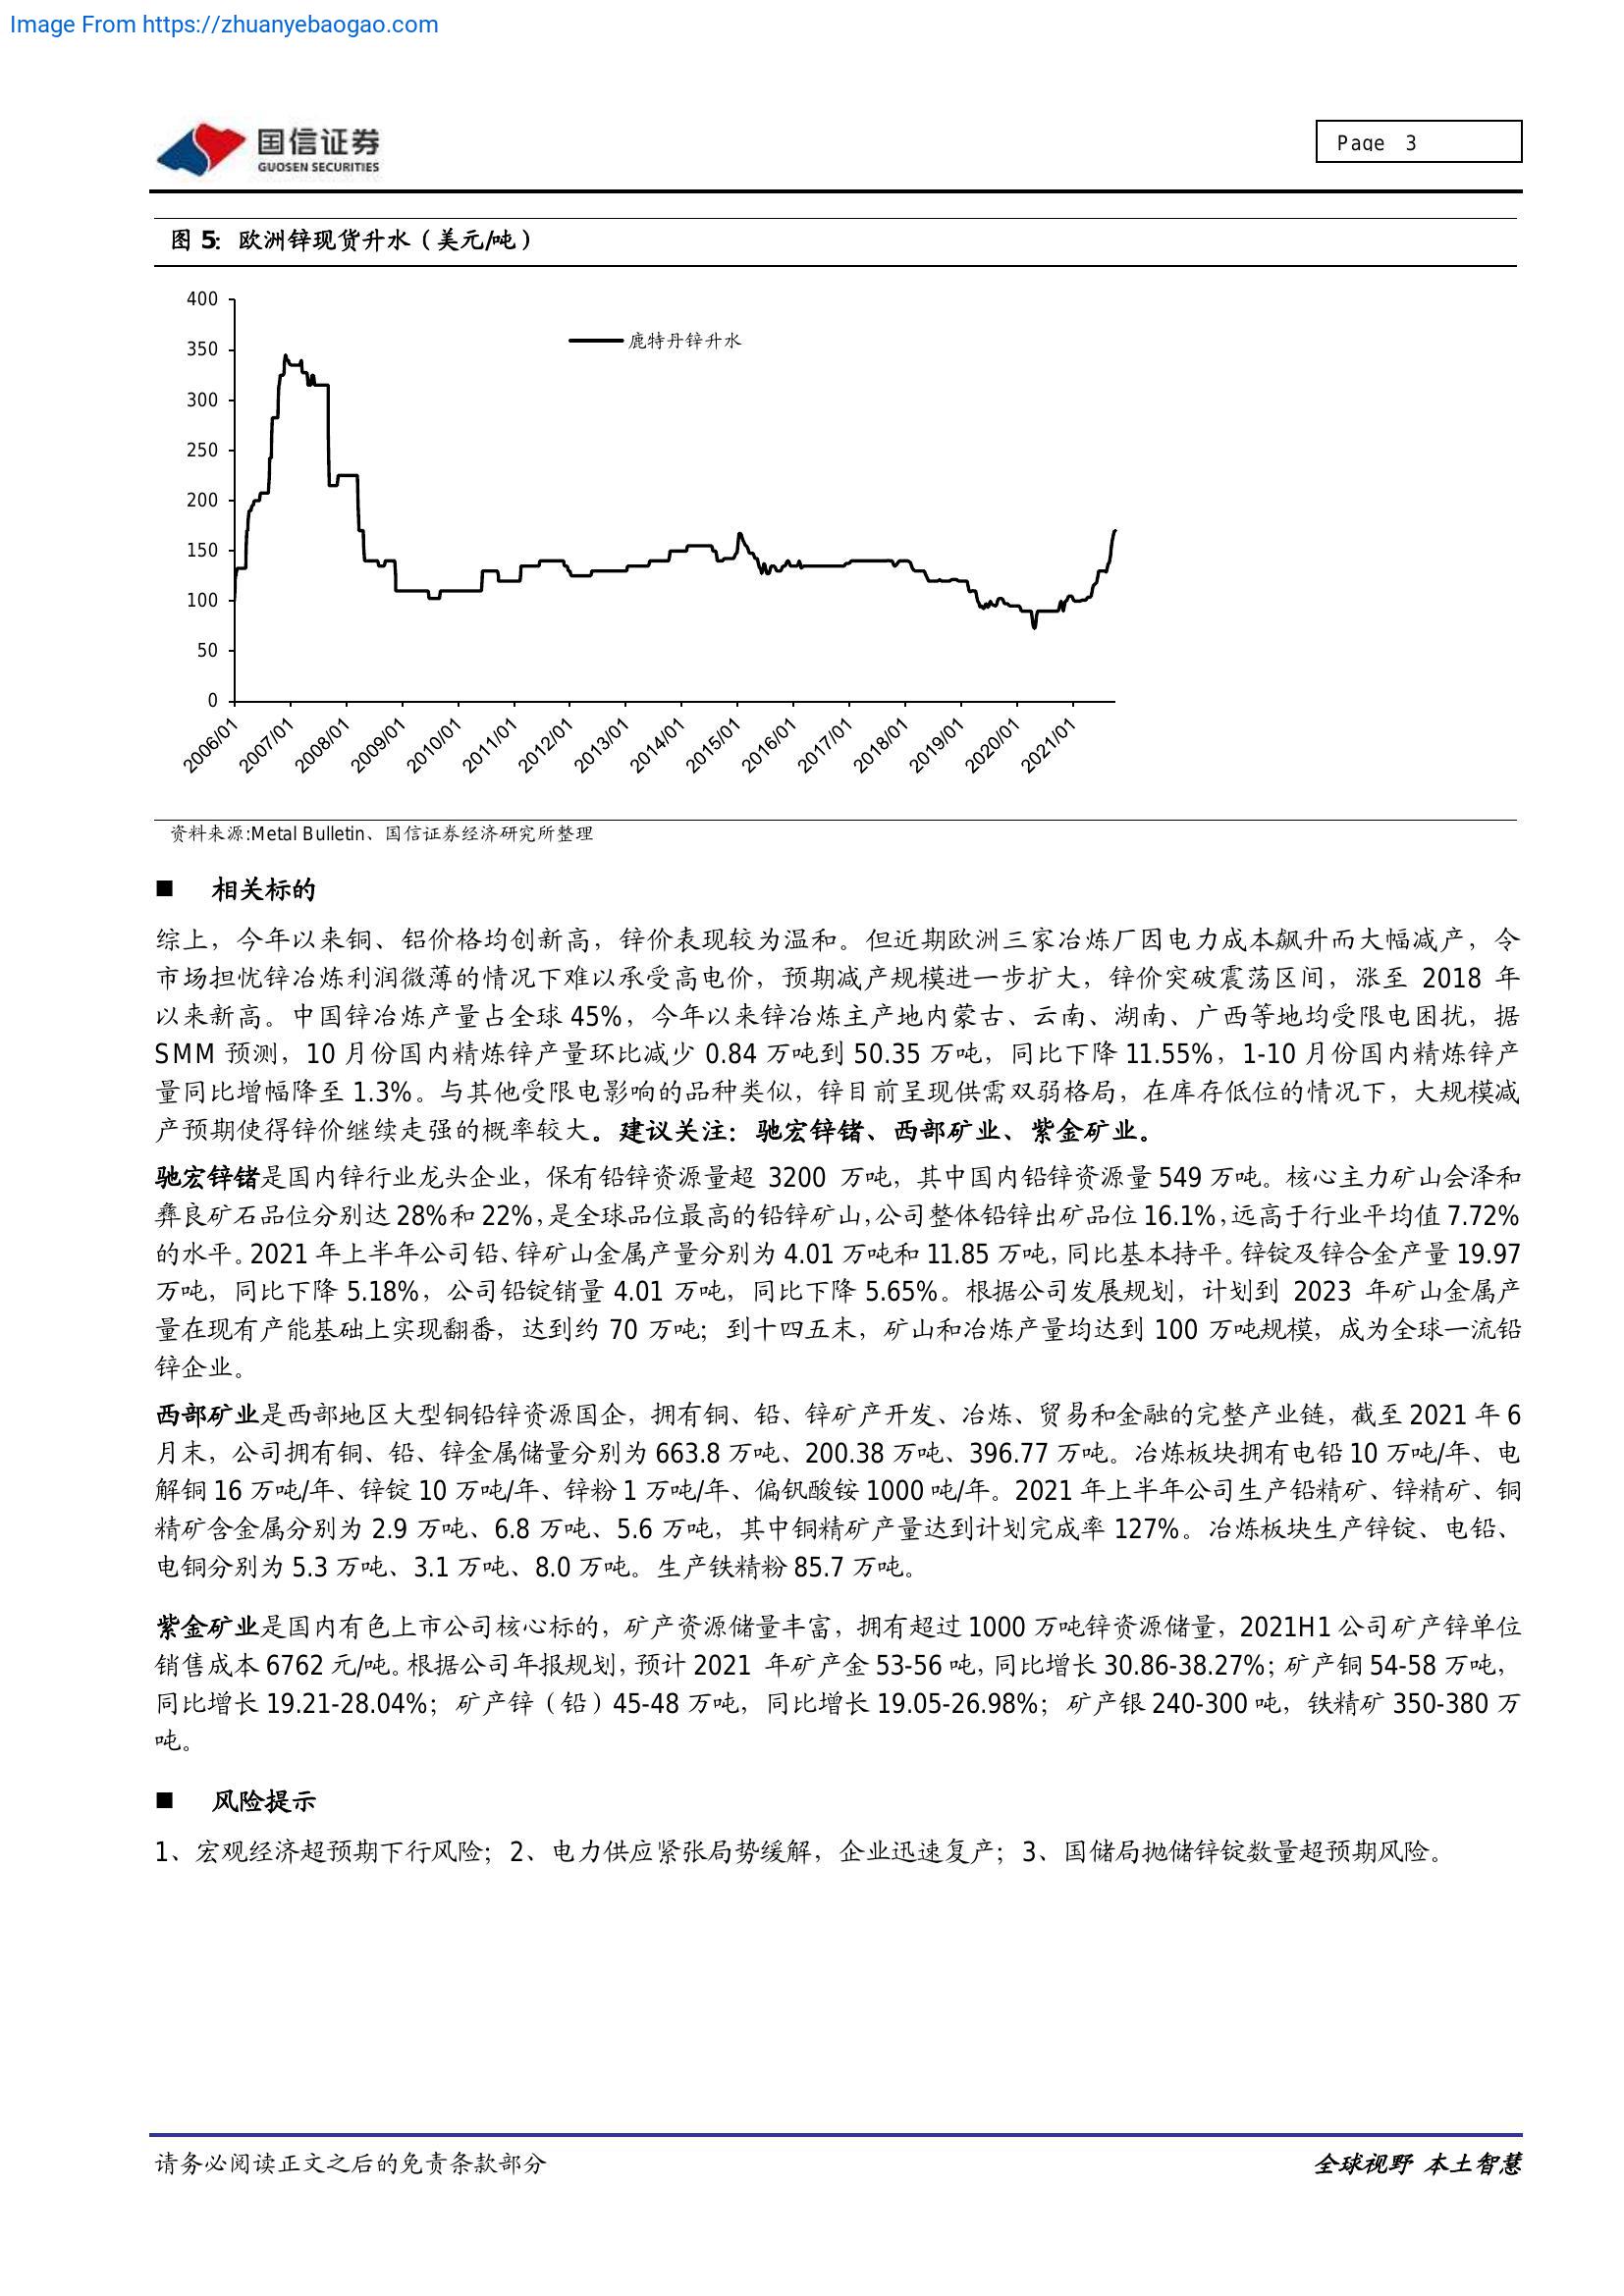 Image From https://zhuanyebaogao.com
国信证券
GUOSEN SECURITIES
Page 3
图 5: 欧洲锌现货升水（美元/吨）
400
350
300
250
200
150
100
50
0
鹿特丹锌升水
2006/01
2007/01
2008/01
2009/01
2010/01
2011/01
2012/01
2013/01
2014/01
2015/01
2016/01
2017/01
2018/01
2019/01
2020/01
2021/01
资料来源:Metal Bulletin、国信证券经济研究所整理
■ 相关标的
综上，今年以来铜、铝价格均创新高，锌价表现较为温和。但近期欧洲三家冶炼厂因电力成本飙升而大幅减产，令
市场担忧锌冶炼利润微薄的情况下难以承受高电价，预期减产规模进一步扩大，锌价突破震荡区间，涨至 2018 年
以来新高。中国锌冶炼产量占全球 45%，今年以来锌冶炼主产地内蒙古、云南、湖南、广西等地均受限电困扰，据
SMM 预测，10 月份国内精炼锌产量环比减少 0.84 万吨到 50.35 万吨，同比下降 11.55%，1-10 月份国内精炼锌产
量同比增幅降至 1.3%。与其他受限电影响的品种类似，锌目前呈现供需双弱格局，在库存低位的情况下，大规模减
产预期使得锌价继续走强的概率较大。建议关注：驰宏锌锗、西部矿业、紫金矿业。
驰宏锌锗是国内锌行业龙头企业，保有铅锌资源量超 3200 万吨，其中国内铅锌资源量 549 万吨。核心主力矿山会泽和
彝良矿石品位分别达 28%和 22%，是全球品位最高的铅锌矿山，公司整体铅锌出矿品位 16.1%，远高于行业平均值 7.72%
的水平。2021 年上半年公司铅、锌矿山金属产量分别为 4.01 万吨和 11.85 万吨，同比基本持平。锌锭及锌合金产量 19.97
万吨，同比下降 5.18%，公司铅锭销量 4.01 万吨，同比下降 5.65%。根据公司发展规划，计划到 2023 年矿山金属产
量在现有产能基础上实现翻番，达到约 70 万吨；到十四五末，矿山和冶炼产量均达到 100 万吨规模，成为全球一流铅
锌企业。
西部矿业是西部地区大型铜铅锌资源国企，拥有铜、铅、锌矿产开发、冶炼、贸易和金融的完整产业链，截至 2021 年 6
月末，公司拥有铜、铅、锌金属储量分别为 663.8 万吨、200.38 万吨、396.77 万吨。冶炼板块拥有电铅 10 万吨/年、电
解铜 16 万吨/年、锌锭 10 万吨/年、锌粉 1 万吨/年、偏钒酸铵 1000 吨/年。2021 年上半年公司生产铅精矿、锌精矿、铜
精矿含金属分别为 2.9 万吨、6.8 万吨、5.6 万吨，其中铜精矿产量达到计划完成率 127%。冶炼板块生产锌锭、电铅、
电铜分别为 5.3 万吨、3.1 万吨、8.0 万吨。生产铁精粉 85.7 万吨。
紫金矿业是国内有色上市公司核心标的，矿产资源储量丰富，拥有超过 1000 万吨锌资源储量，2021H1 公司矿产锌单位
销售成本 6762 元/吨。根据公司年报规划，预计 2021 年矿产金 53-56 吨，同比增长 30.86-38.27%；矿产铜 54-58 万吨，
同比增长 19.21-28.04%；矿产锌（铅）45-48 万吨，同比增长 19.05-26.98%；矿产银 240-300 吨，铁精矿 350-380 万
吨。
■ 风险提示
1、宏观经济超预期下行风险；2、电力供应紧张局势缓解，企业迅速复产；3、国储局抛储锌锭数量超预期风险。
请务必阅读正文之后的免责条款部分
全球视野 本土智慧